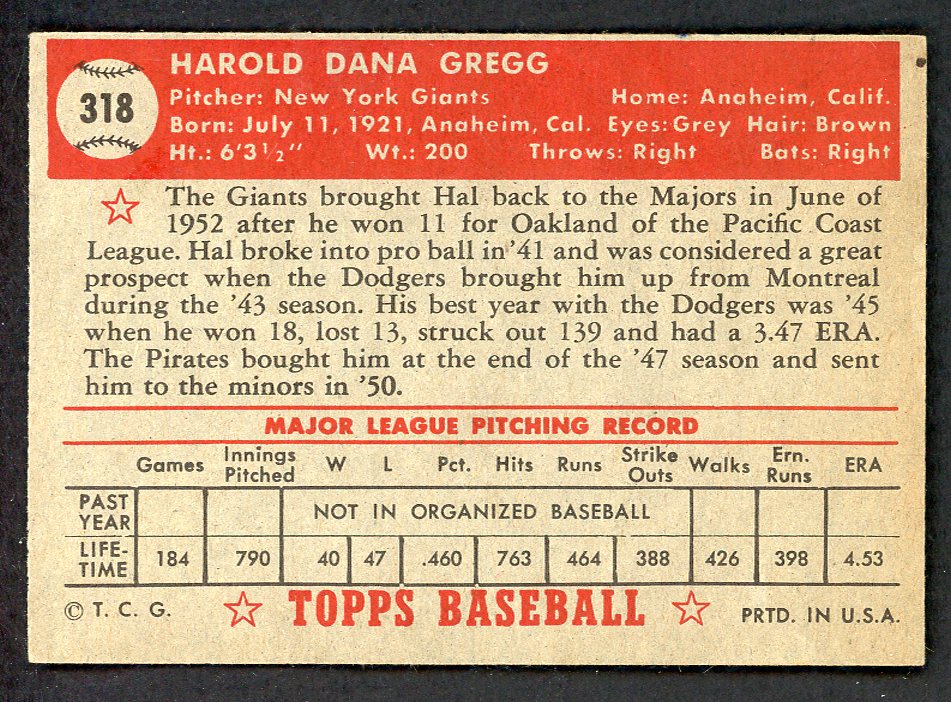 318
HAROLD DANA GREGG
Pitcher: New York Giants Home: Anaheim, Calif.
Born: July 11, 1921, Anaheim, Cal. Eyes: Grey Hair: Brown
Ht.: 6'3½" Wt.: 200 Throws: Right Bats: Right
The Giants brought Hal back to the Majors in June of
1952 after he won 11 for Oakland of the Pacific Coast
League. Hal broke into pro ball in '41 and was considered a great
prospect when the Dodgers brought him up from Montreal
during the '43 season. His best year with the Dodgers was '45
when he won 18, lost 13, struck out 139 and had a 3.47 ERA.
The Pirates bought him at the end of the '47 season and sent
him to the minors in '50.
MAJOR LEAGUE PITCHING RECORD
Games Innings Pitched W L Pct. Hits Runs Strike Outs Walks Ern. Runs ERA
PAST YEAR NOT IN ORGANIZED BASEBALL
LIFE-TIME 184 790 40 47 .460 763 464 388 426 398 4.53
© T. C. G. TOPPS BASEBALL PRTD. IN U.S.A.